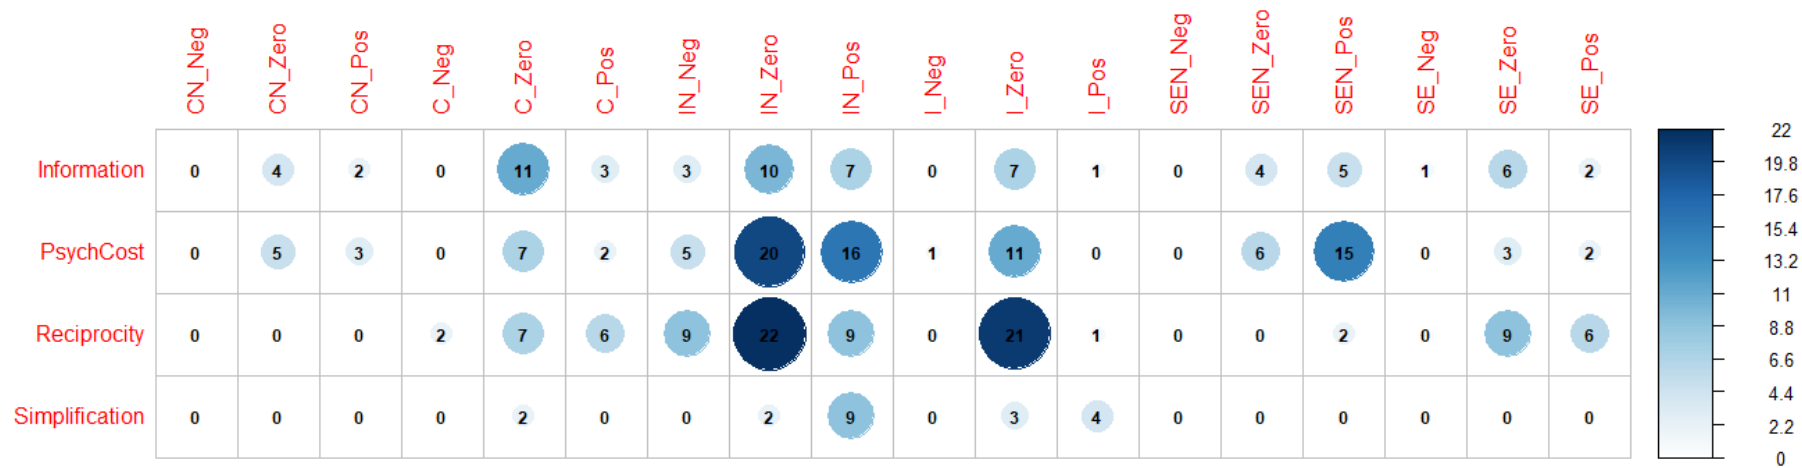 CN_Neg CN_Zero CN_Pos C_Neg C_Zero C_Pos IN_Neg IN_Zero IN_Pos I_Neg I_Zero I_Pos SEN_Neg SEN_Zero SEN_Pos SE_Neg SE_Zero SE_Pos
Information 0 4 2 0 11 3 3 10 7 0 7 1 0 4 5 1 6 2
PsychCost 0 5 3 0 7 2 5 20 16 1 11 0 0 6 15 0 3 2
Reciprocity 0 0 0 2 7 6 9 22 9 0 21 1 0 0 2 0 9 6
Simplification 0 0 0 0 2 0 0 2 9 0 3 4 0 0 0 0 0 0
22
19.8
17.6
15.4
13.2
11
8.8
6.6
4.4
2.2
0